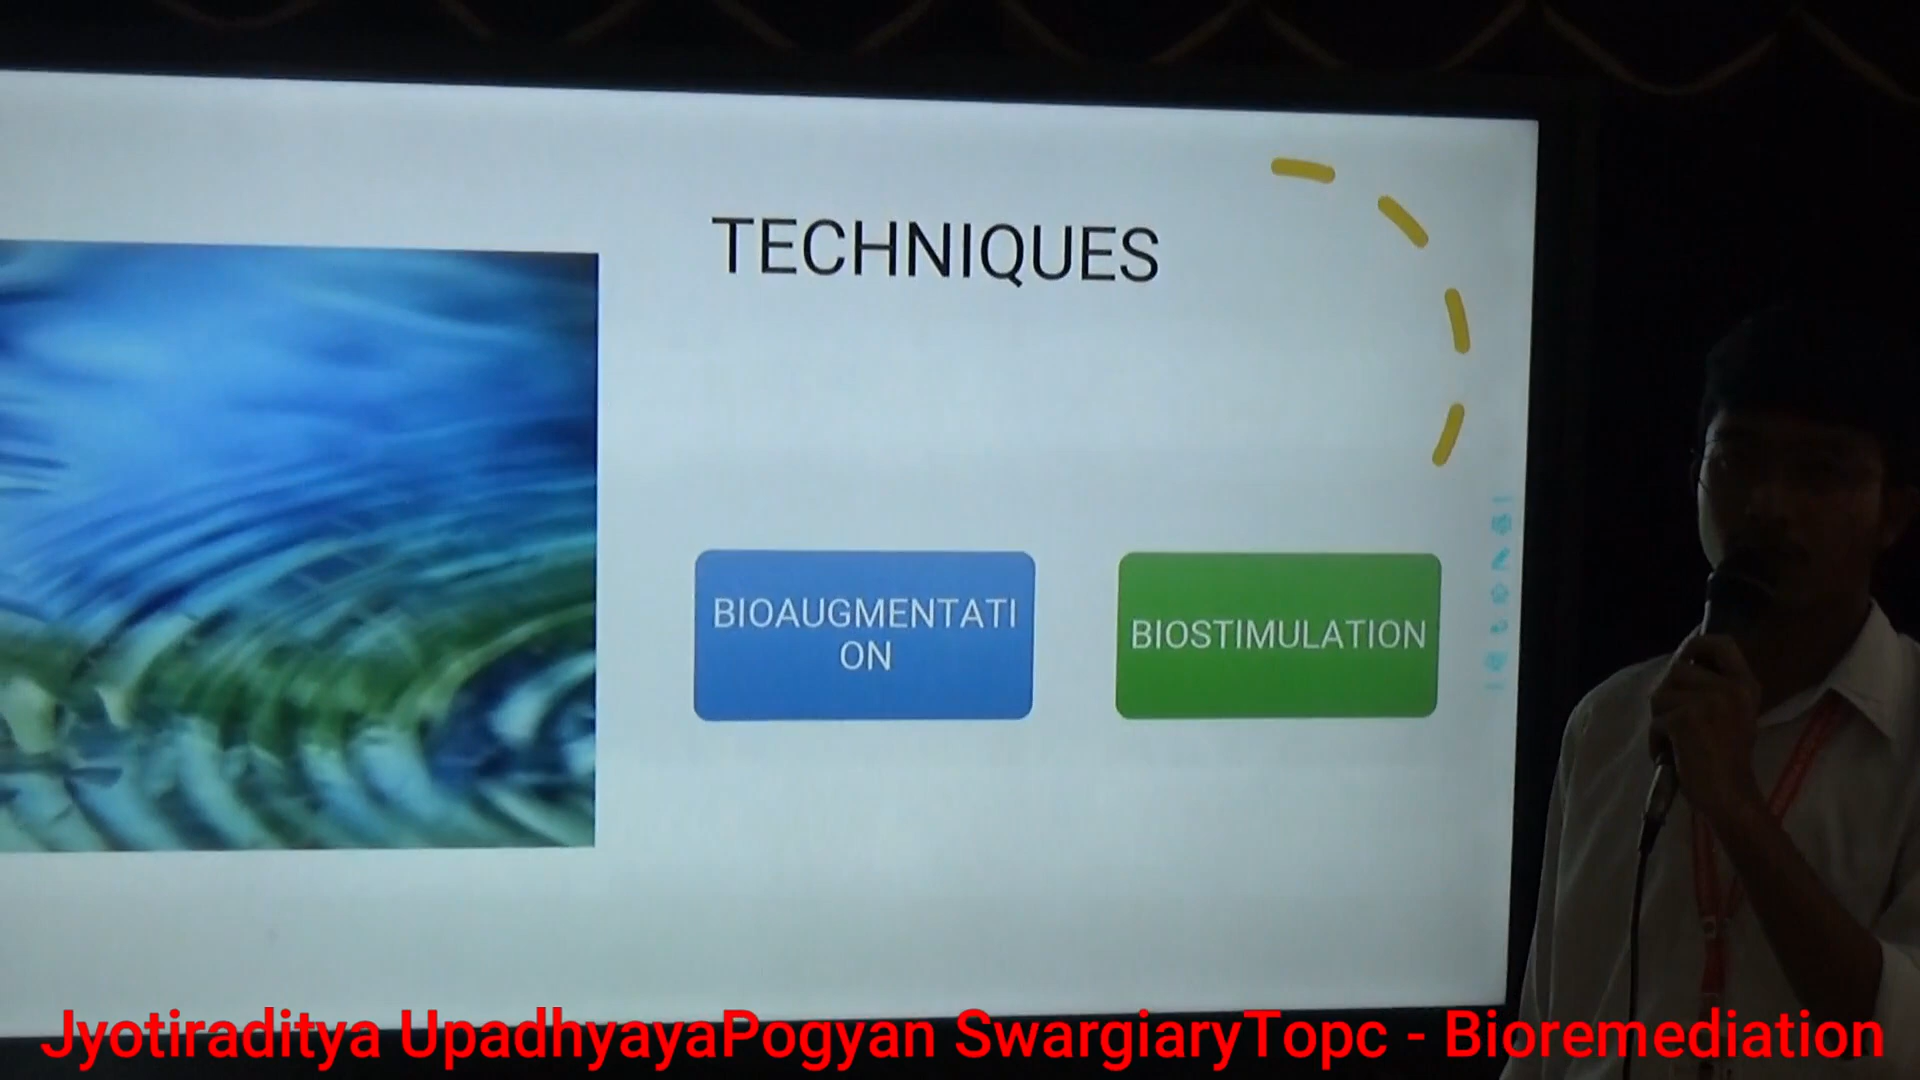 TECHNIQUES
BIOAUGMENTATI
ON
BIOSTIMULATION
Jyotiraditya UpadhyayaPogyan SwargiaryTopc - Bioremediation